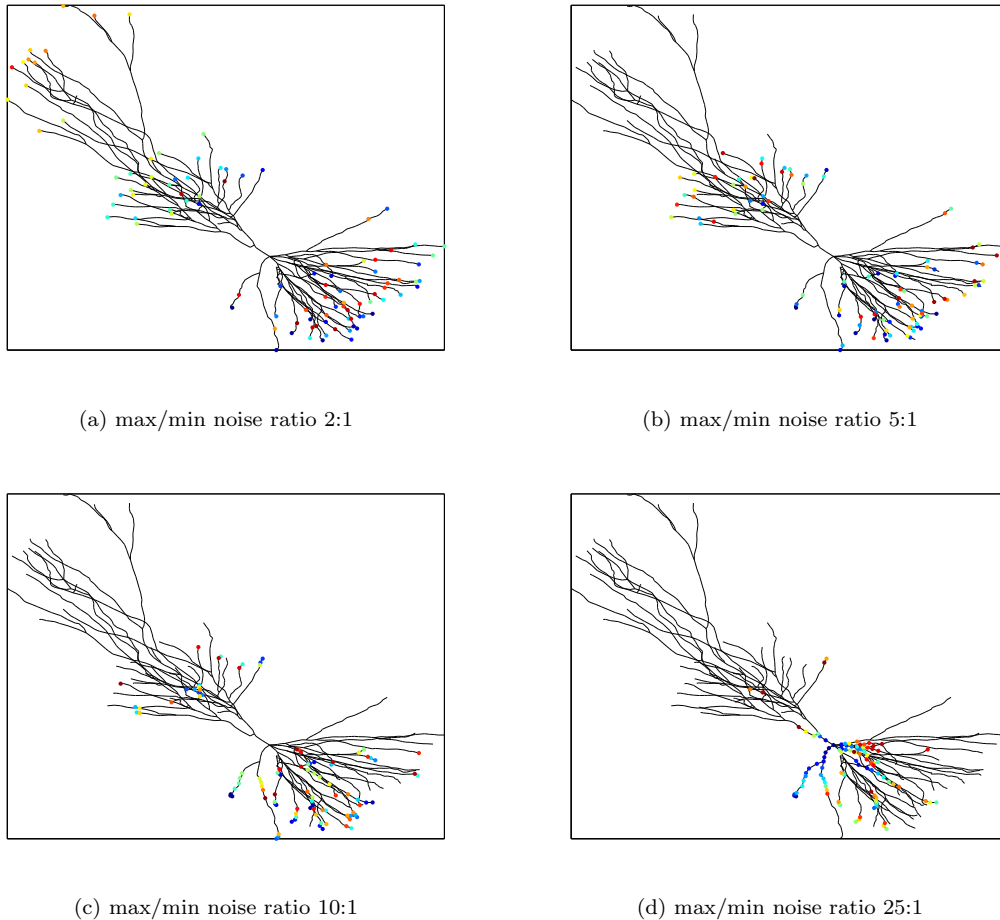 (a) max/min noise ratio 2:1
(b) max/min noise ratio 5:1
(c) max/min noise ratio 10:1
(d) max/min noise ratio 25:1